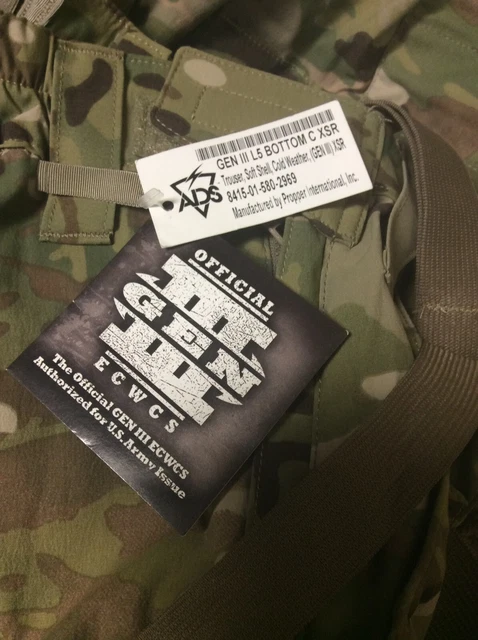 GEN III L5 BOTTOM C XSR
Trouser, Soft Shell, Cold Weather, (GEN III) XSR
8415-01-580-2969
Manufactured by Propper International, Inc.
ADS
OFFICIAL
III
GEN
III
ECWCS
The Official GEN III ECWCS
Authorized for U.S. Army Issue